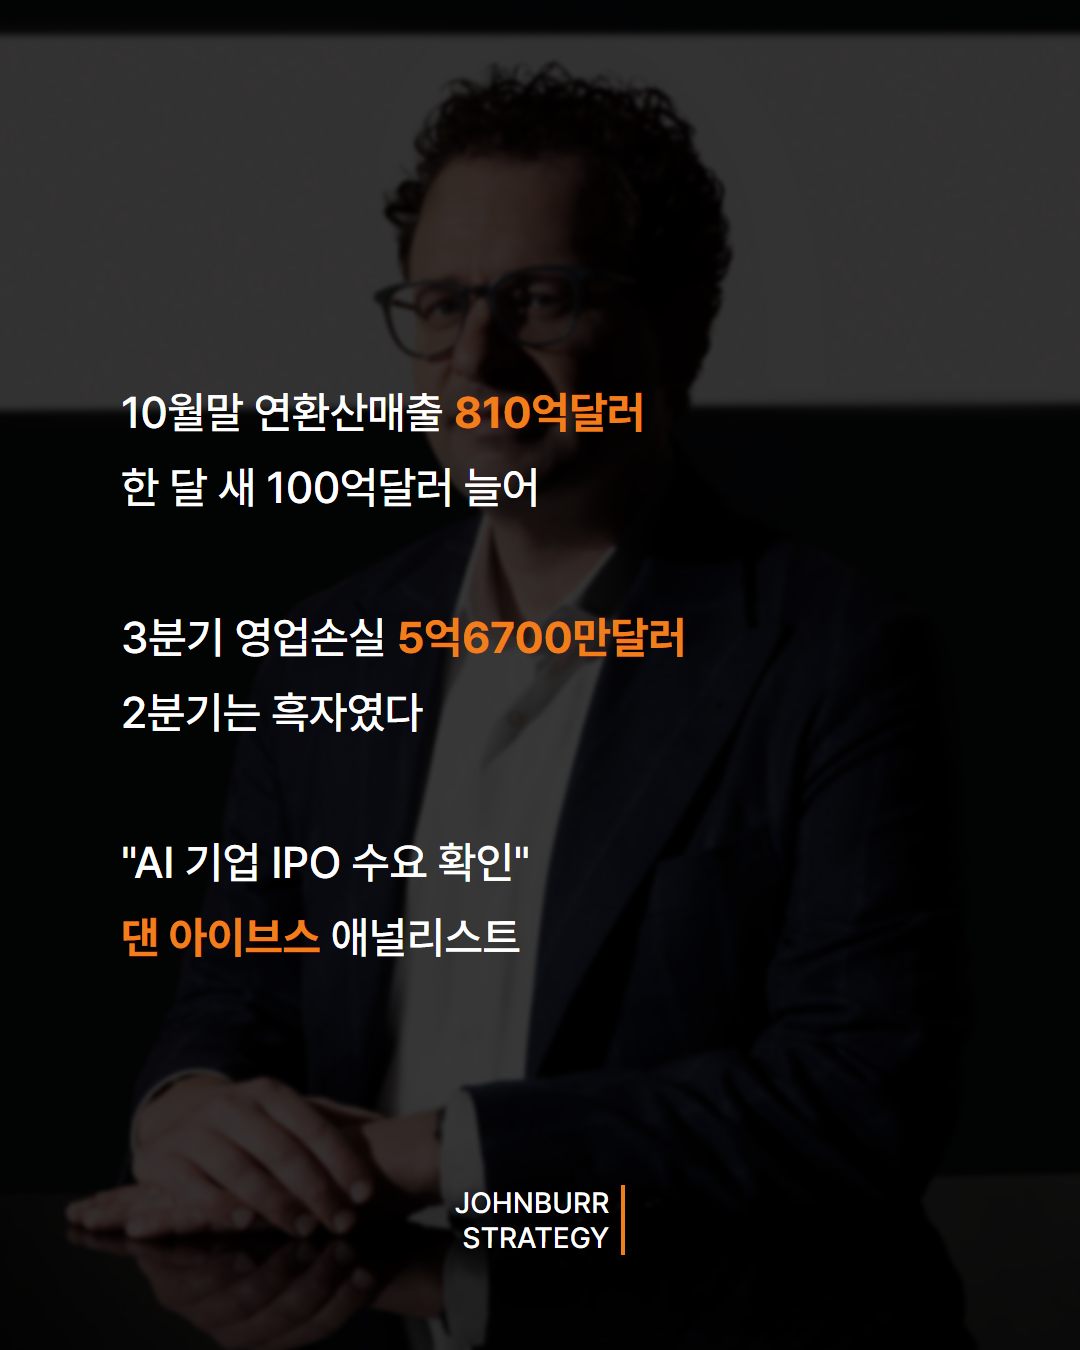 10월말 연환산매출 810억달러
한 달 새 100억달러 늘어
3분기 영업손실 5억6700만달러
2분기는 흑자였다
"AI 기업 IPO 수요 확인"
댄 아이브스 애널리스트
JOHNBURR
STRATEGY